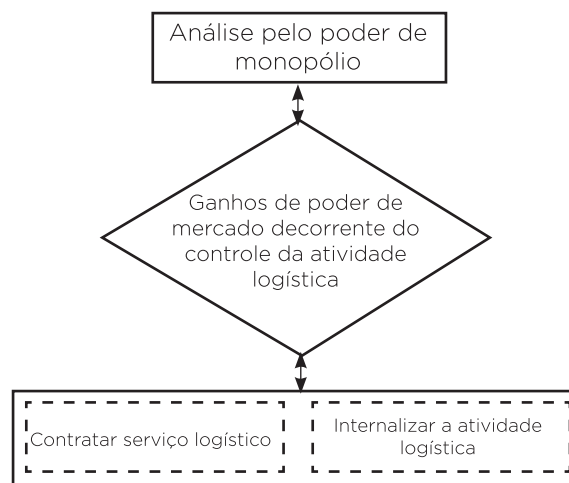 Análise pelo poder de
monopólio
Ganhos de poder de
mercado decorrente do
controle da atividade
logística
Contratar serviço logístico
Internalizar a atividade
logística